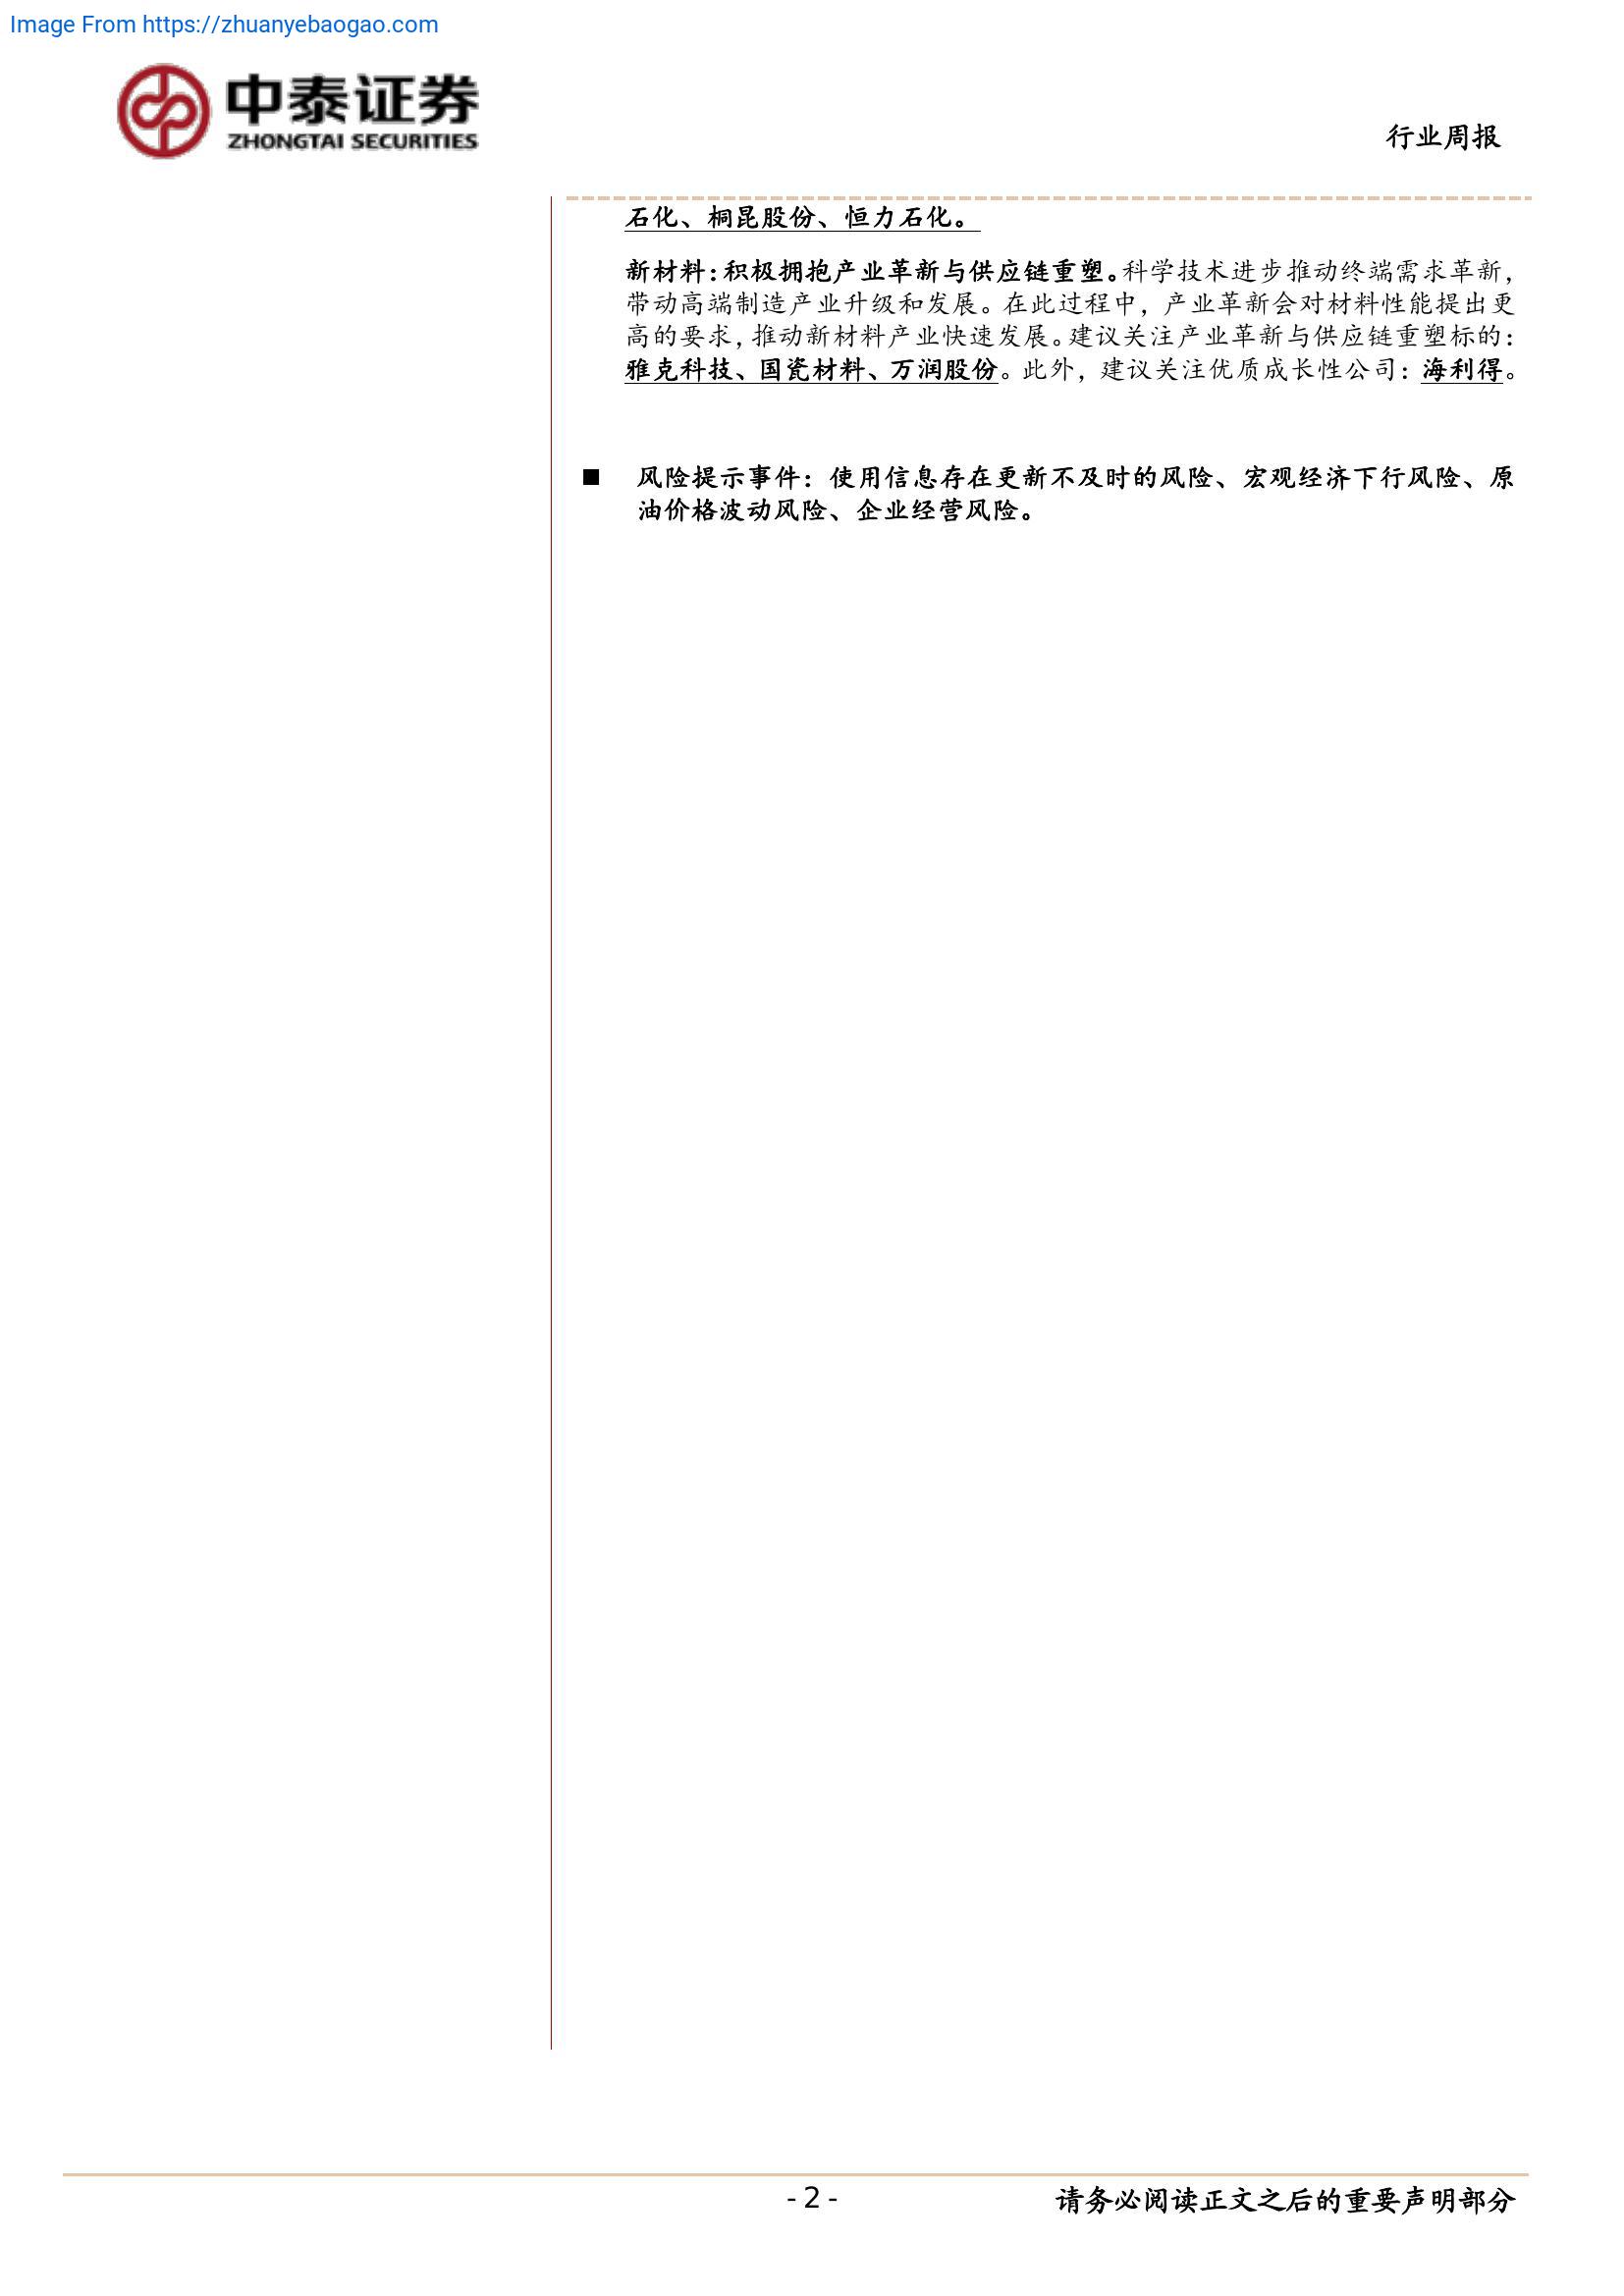 Image From https://zhuanyebaogao.com
中泰证券
ZHONGTAI SECURITIES
行业周报
石化、桐昆股份、恒力石化。
新材料：积极拥抱产业革新与供应链重塑。科学技术进步推动终端需求革新，
带动高端制造产业升级和发展。在此过程中，产业革新会对材料性能提出更
高的要求，推动新材料产业快速发展。建议关注产业革新与供应链重塑标的：
雅克科技、国瓷材料、万润股份。此外，建议关注优质成长性公司：海利得。
■ 风险提示事件：使用信息存在更新不及时的风险、宏观经济下行风险、原
油价格波动风险、企业经营风险。
- 2 -
请务必阅读正文之后的重要声明部分